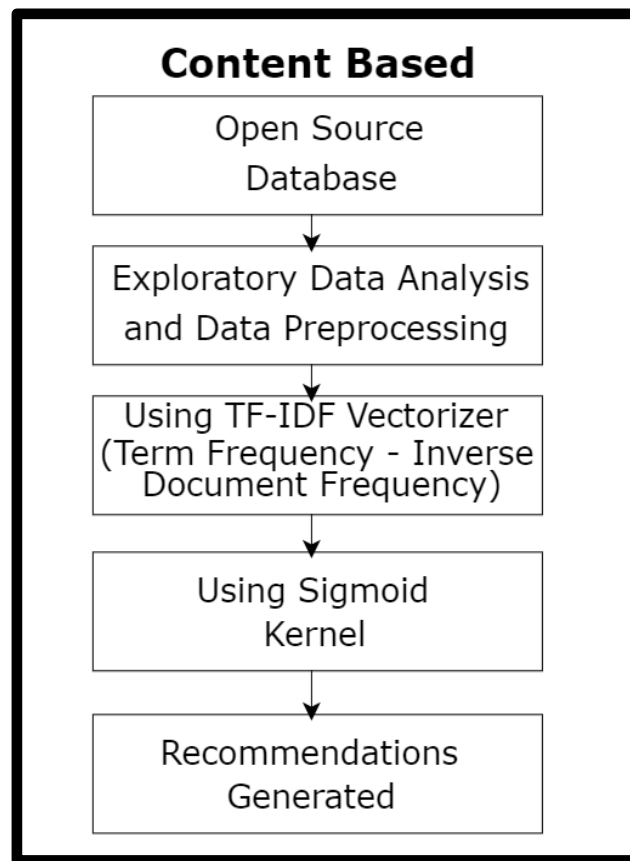 Content Based
Open Source
Database
Exploratory Data Analysis
and Data Preprocessing
Using TF-IDF Vectorizer
(Term Frequency - Inverse
Document Frequency)
Using Sigmoid
Kernel
Recommendations
Generated